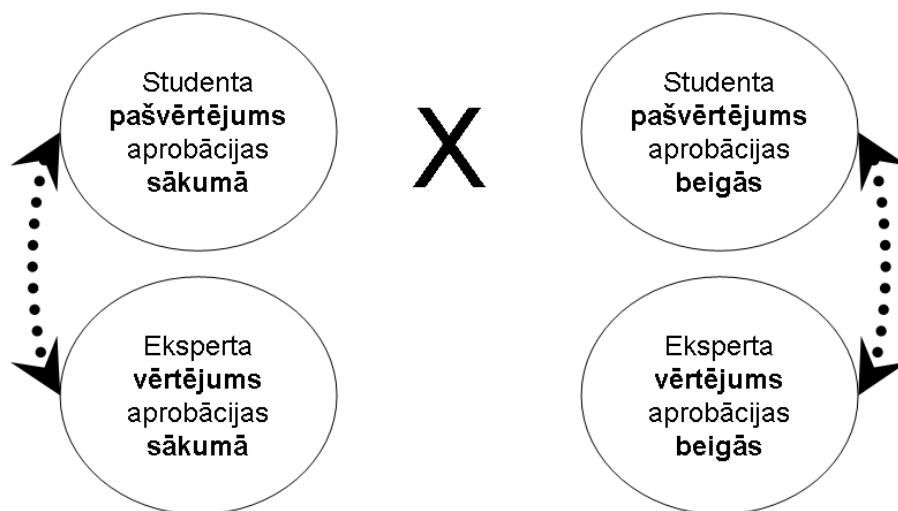 Studenta
pašvērtējums
aprobācijas
sākumā
X
Studenta
pašvērtējums
aprobācijas
beigās
Eksperta
vērtējums
aprobācijas
sākumā
Eksperta
vērtējums
aprobācijas
beigās